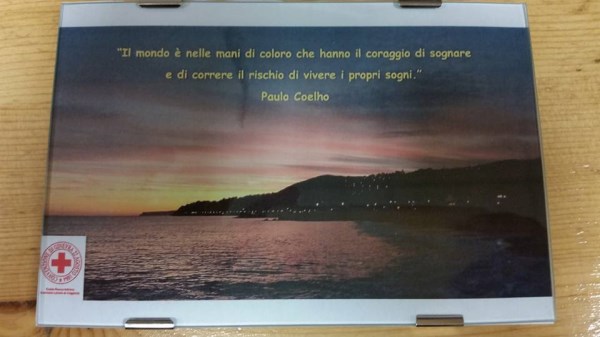 "Il mondo è nelle mani di coloro che hanno il coraggio di sognare
e di correre il rischio di vivere i propri sogni."
Paulo Coelho